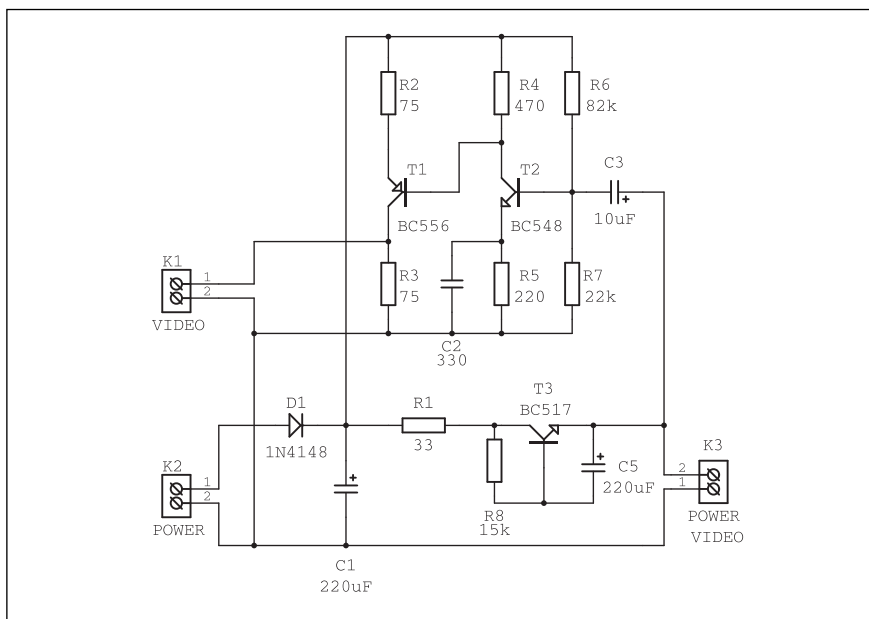 R2
75
R4
470
R6
82k
T1
BC556
T2
BC548
C3
+
10uF
K1
1
2
VIDEO
R3
75
R5
220
R7
22k
C2
330
D1
1N4148
R1
33
T3
BC517
K2
1
2
POWER
+
C1
220uF
R8
15k
+
C5
220uF
K3
2
1
POWER
VIDEO